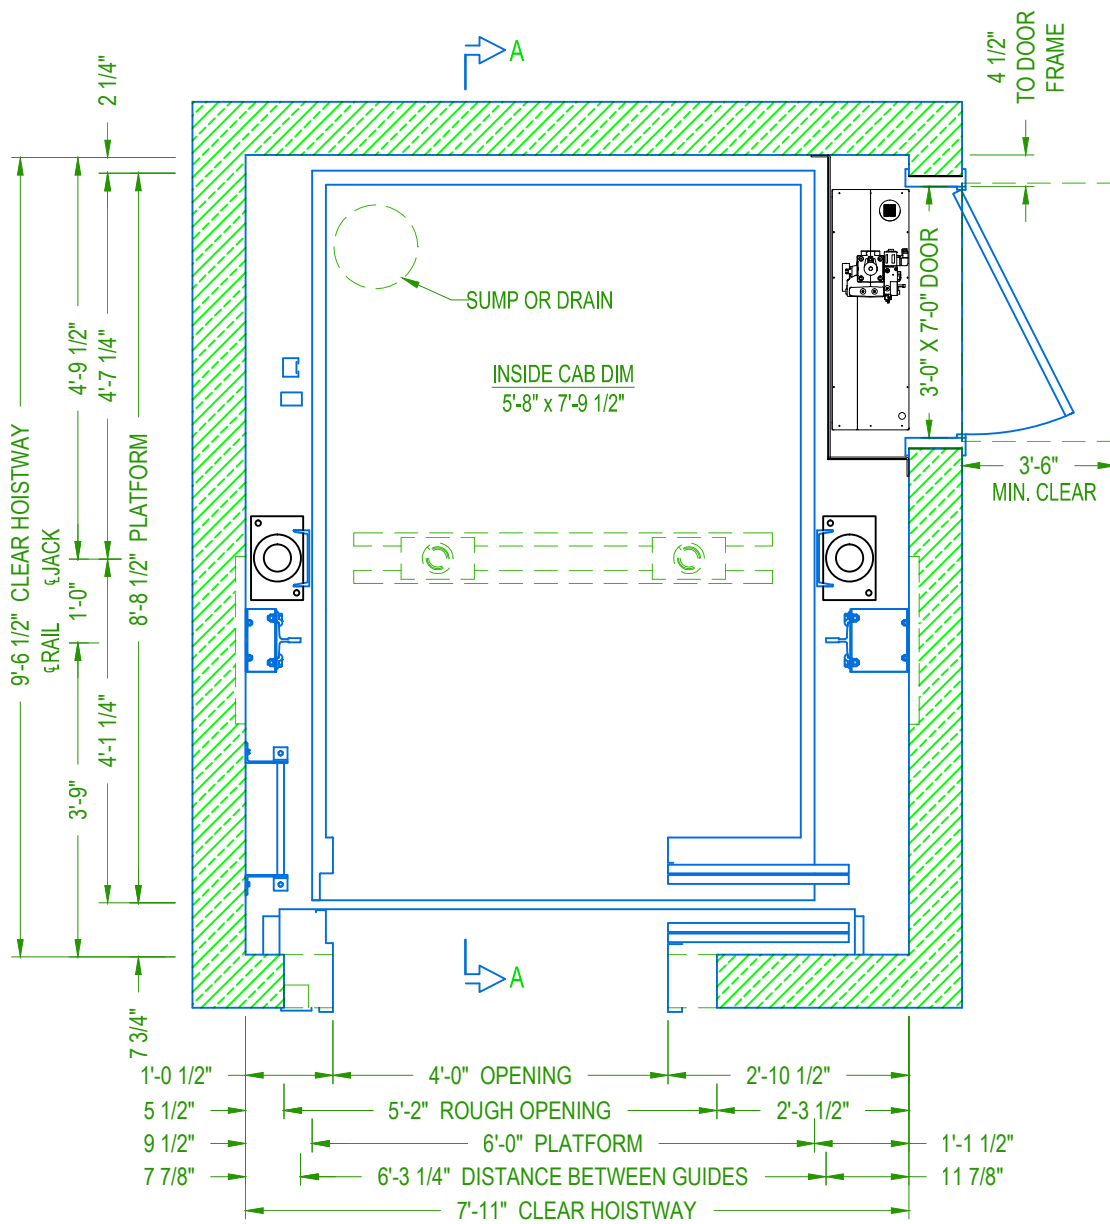 A
4 1/2"
TO DOOR
FRAME
2 1/4"
SUMP OR DRAIN
INSIDE CAB DIM
5'-8" x 7'-9 1/2"
3'-0" X 7'-0" DOOR
3'-6"
MIN. CLEAR
9'-6 1/2" CLEAR HOISTWAY
4'-9 1/2"
4'-7 1/4"
8'-8 1/2" PLATFORM
℄ JACK
1'-0"
℄ RAIL
4'-1 1/4"
3'-9"
7 3/4"
A
1'-0 1/2" 4'-0" OPENING 2'-10 1/2"
5 1/2" 5'-2" ROUGH OPENING 2'-3 1/2"
9 1/2" 6'-0" PLATFORM 1'-1 1/2"
7 7/8" 6'-3 1/4" DISTANCE BETWEEN GUIDES 11 7/8"
7'-11" CLEAR HOISTWAY